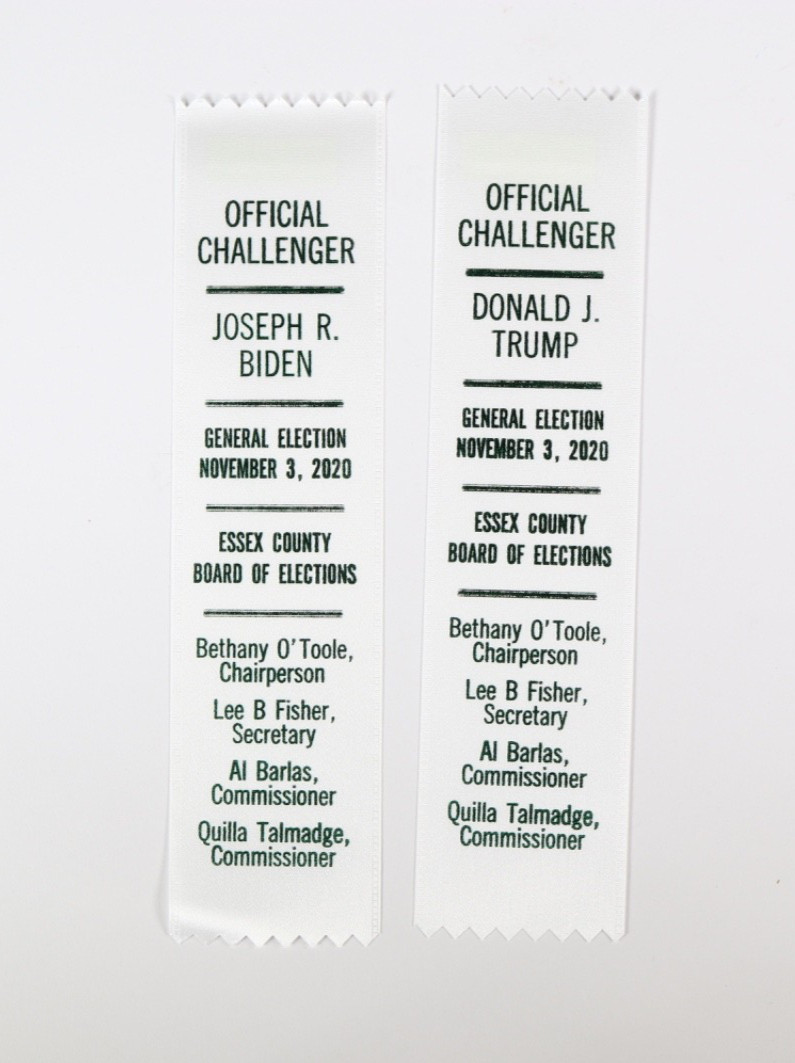 OFFICIAL
CHALLENGER
JOSEPH R.
BIDEN
GENERAL ELECTION
NOVEMBER 3, 2020
ESSEX COUNTY
BOARD OF ELECTIONS
Bethany O'Toole,
Chairperson
Lee B Fisher,
Secretary
Al Barlas,
Commissioner
Quilla Talmadge,
Commissioner
OFFICIAL
CHALLENGER
DONALD J.
TRUMP
GENERAL ELECTION
NOVEMBER 3, 2020
ESSEX COUNTY
BOARD OF ELECTIONS
Bethany O'Toole,
Chairperson
Lee B Fisher,
Secretary
Al Barlas,
Commissioner
Quilla Talmadge,
Commissioner